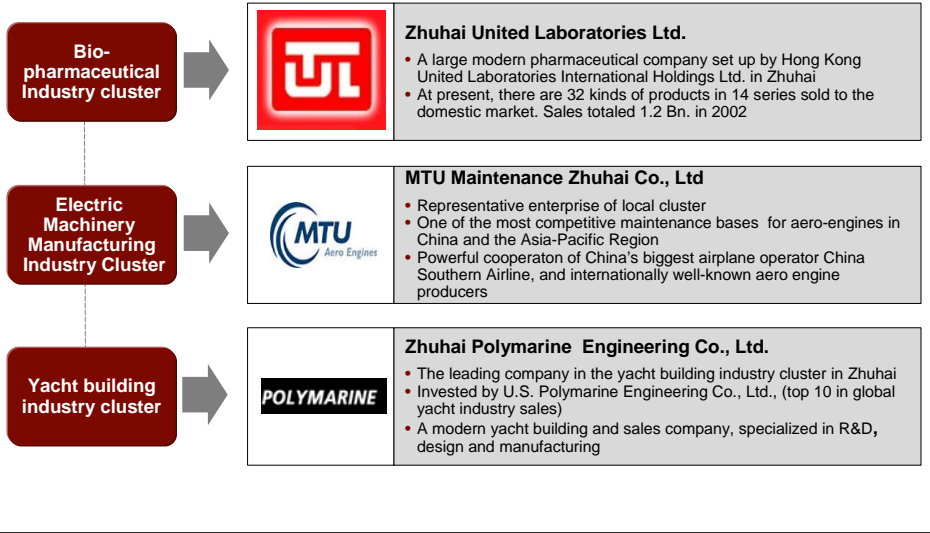 Bio-
pharmaceutical
Industry cluster
UL
Zhuhai United Laboratories Ltd.
• A large modern pharmaceutical company set up by Hong Kong
United Laboratories International Holdings Ltd. in Zhuhai
• At present, there are 32 kinds of products in 14 series sold to the
domestic market. Sales totaled 1.2 Bn. in 2002
Electric
Machinery
Manufacturing
Industry Cluster
MTU
Aero Engines
MTU Maintenance Zhuhai Co., Ltd
• Representative enterprise of local cluster
• One of the most competitive maintenance bases for aero-engines in
China and the Asia-Pacific Region
• Powerful cooperaton of China's biggest airplane operator China
Southern Airline, and internationally well-known aero engine
producers
Yacht building
industry cluster
POLYMARINE
Zhuhai Polymarine Engineering Co., Ltd.
• The leading company in the yacht building industry cluster in Zhuhai
• Invested by U.S. Polymarine Engineering Co., Ltd., (top 10 in global
yacht industry sales)
• A modern yacht building and sales company, specialized in R&D,
design and manufacturing